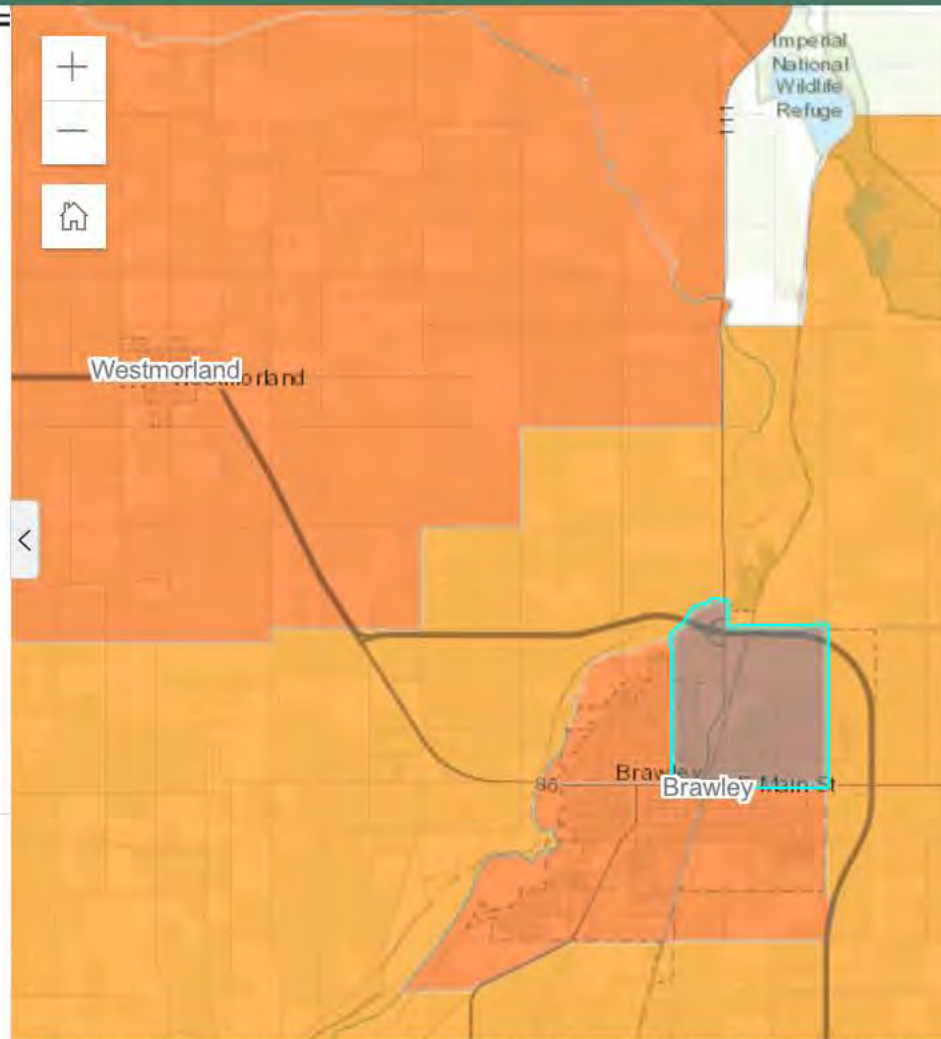 Imperial
National
Wildlife
Refuge
Westmorland
Westmorland
Brawley
86
Brawley
E Main St